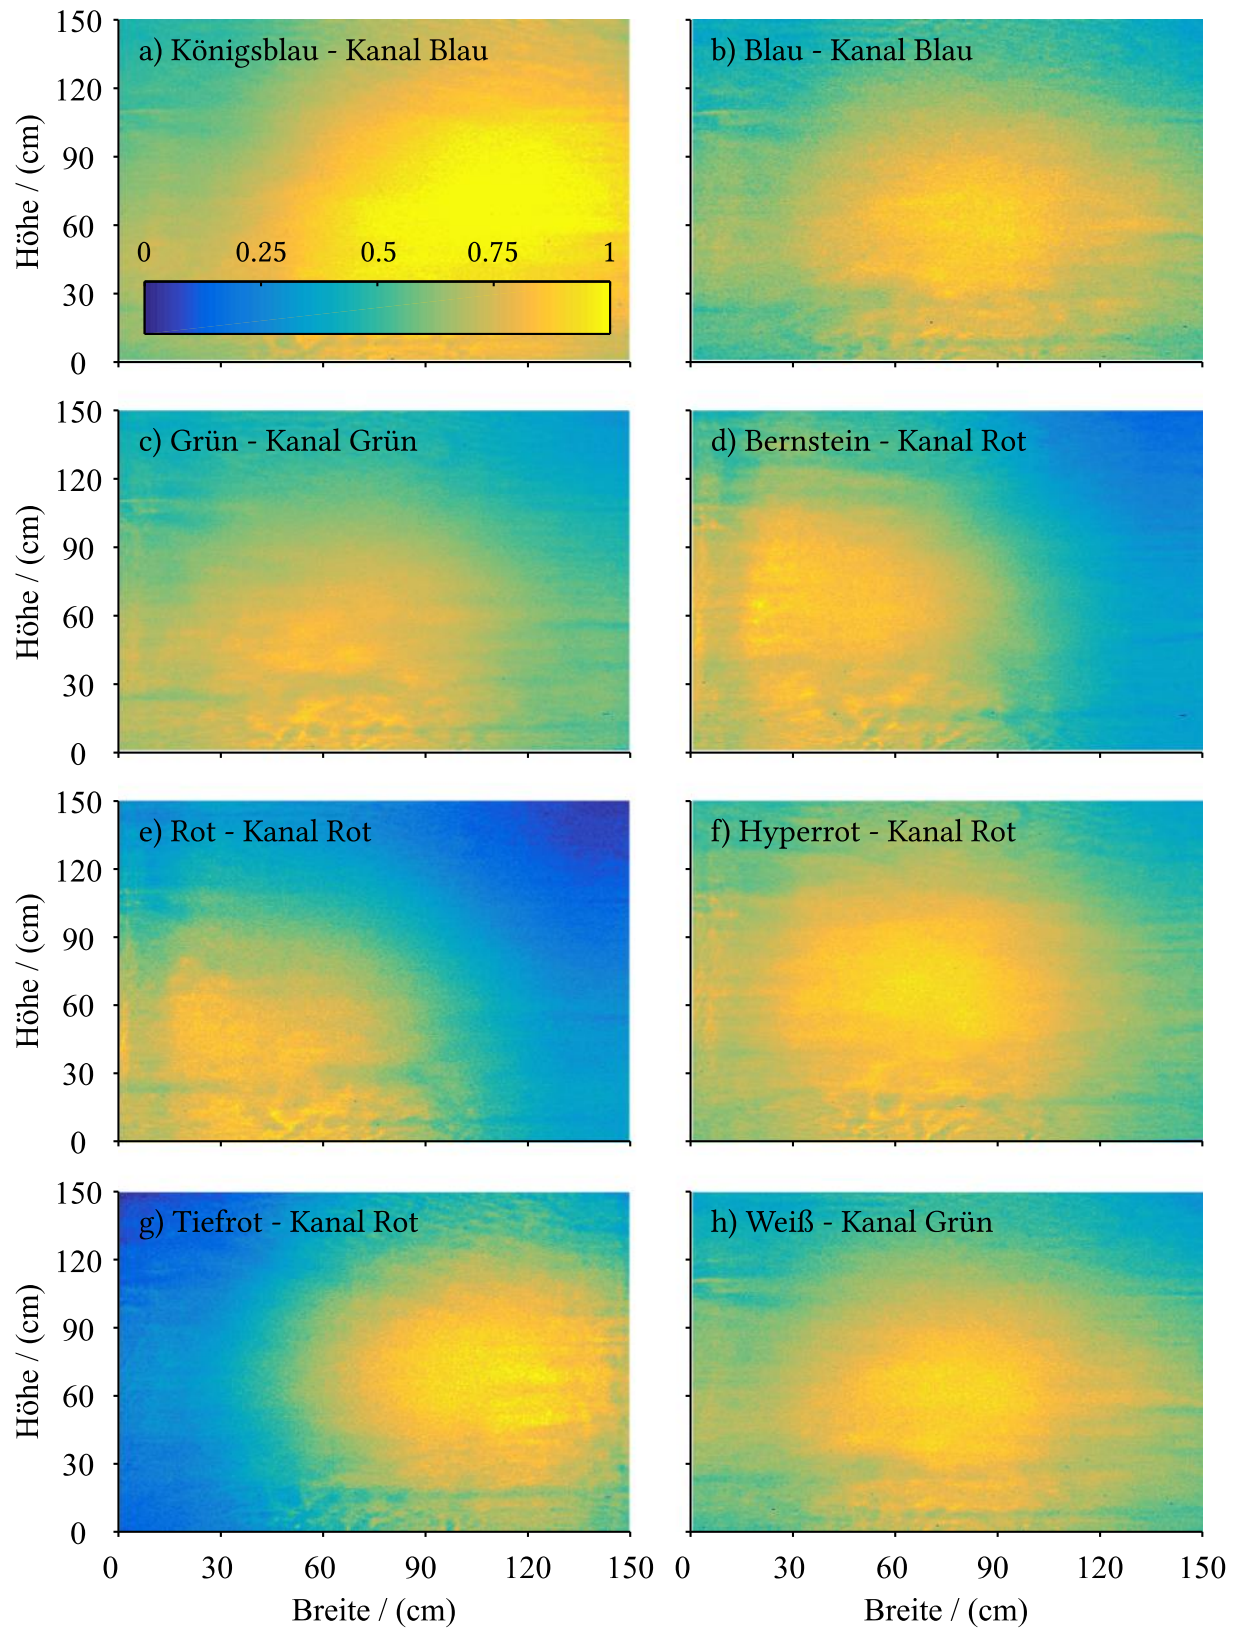 150
120
90
60
30
0
Höhe / (cm)
a) Königsblau - Kanal Blau
0 0.25 0.5 0.75 1
b) Blau - Kanal Blau
150
120
90
60
30
0
Höhe / (cm)
c) Grün - Kanal Grün
d) Bernstein - Kanal Rot
150
120
90
60
30
0
Höhe / (cm)
e) Rot - Kanal Rot
f) Hyperrot - Kanal Rot
150
120
90
60
30
0
Höhe / (cm)
g) Tiefrot - Kanal Rot
h) Weiß - Kanal Grün
0 30 60 90 120 150
Breite / (cm)
0 30 60 90 120 150
Breite / (cm)